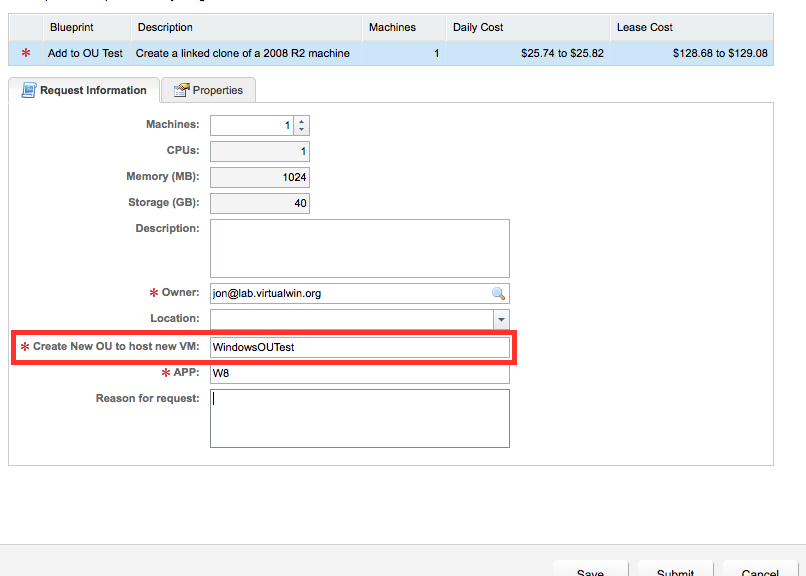 Blueprint Description Machines Daily Cost Lease Cost
* Add to OU Test Create a linked clone of a 2008 R2 machine 1 $25.74 to $25.82 $128.68 to $129.08
Request Information Properties
Machines: 1
CPUs: 1
Memory (MB): 1024
Storage (GB): 40
Description:
* Owner: jon@lab.virtualwin.org
Location:
* Create New OU to host new VM: WindowsOUTest
* APP: W8
Reason for request:
Save Submit Cancel